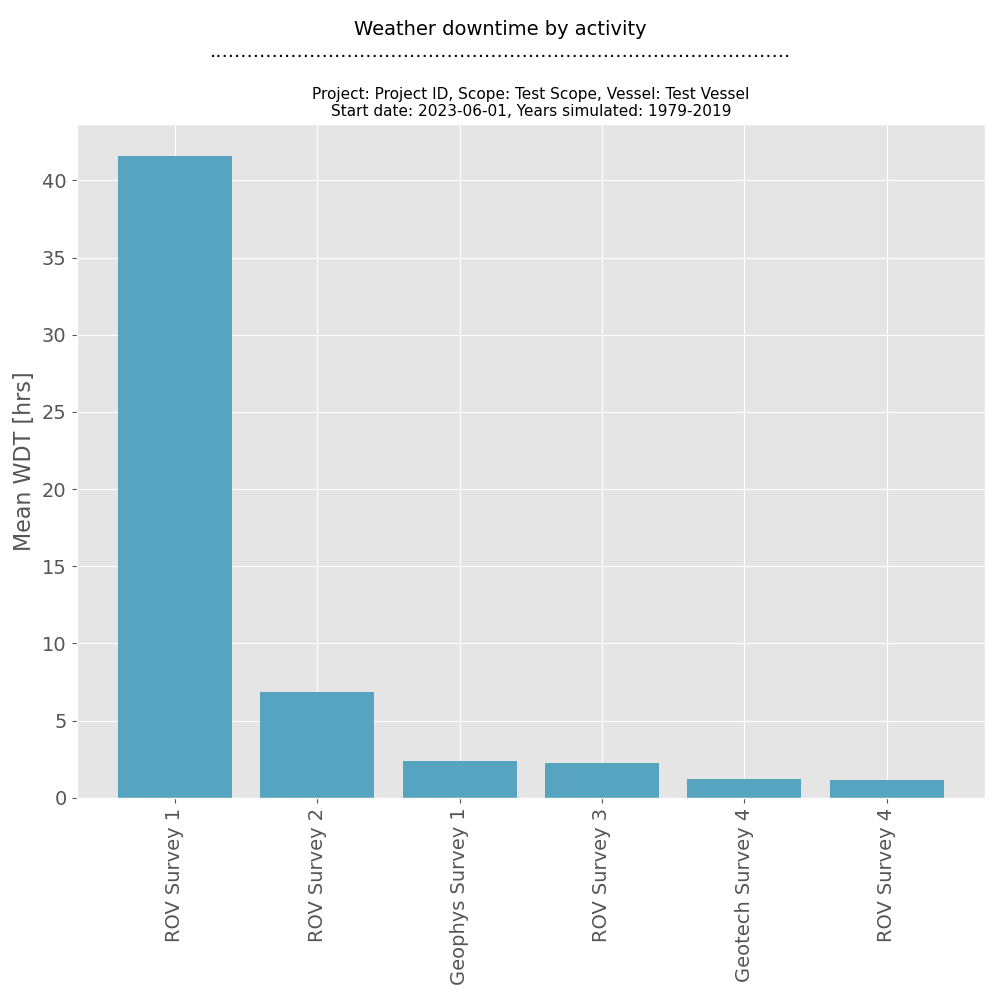 Weather downtime by activity
Project: Project ID, Scope: Test Scope, Vessel: Test Vessel
Start date: 2023-06-01, Years simulated: 1979-2019
Mean WDT [hrs]
40
35
30
25
20
15
10
5
0
ROV Survey 1
ROV Survey 2
Geophys Survey 1
ROV Survey 3
Geotech Survey 4
ROV Survey 4